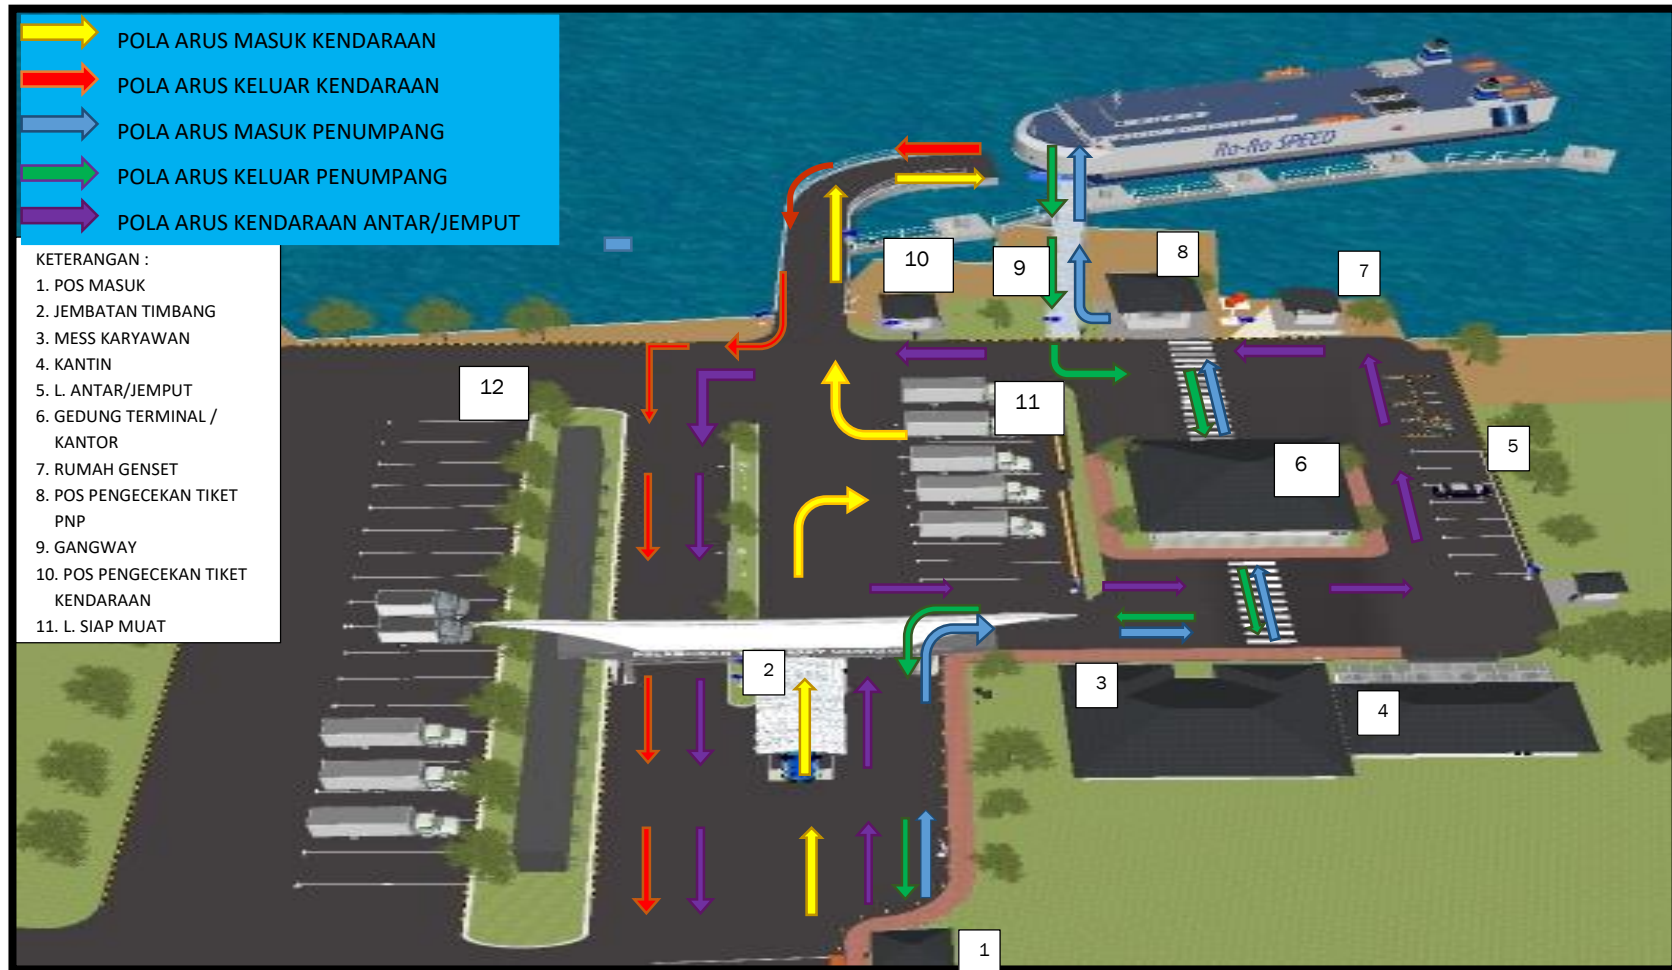 POLA ARUS MASUK KENDARAAN
POLA ARUS KELUAR KENDARAAN
POLA ARUS MASUK PENUMPANG
POLA ARUS KELUAR PENUMPANG
POLA ARUS KENDARAAN ANTAR/JEMPUT
KETERANGAN :
1. POS MASUK
2. JEMBATAN TIMBANG
3. MESS KARYAWAN
4. KANTIN
5. L. ANTAR/JEMPUT
6. GEDUNG TERMINAL /
KANTOR
7. RUMAH GENSET
8. POS PENGECEKAN TIKET
PNP
9. GANGWAY
10. POS PENGECEKAN TIKET
KENDARAAN
11. L. SIAP MUAT
Ro-Ro SPEED
8
10
9
7
12
11
5
6
2
3
4
1